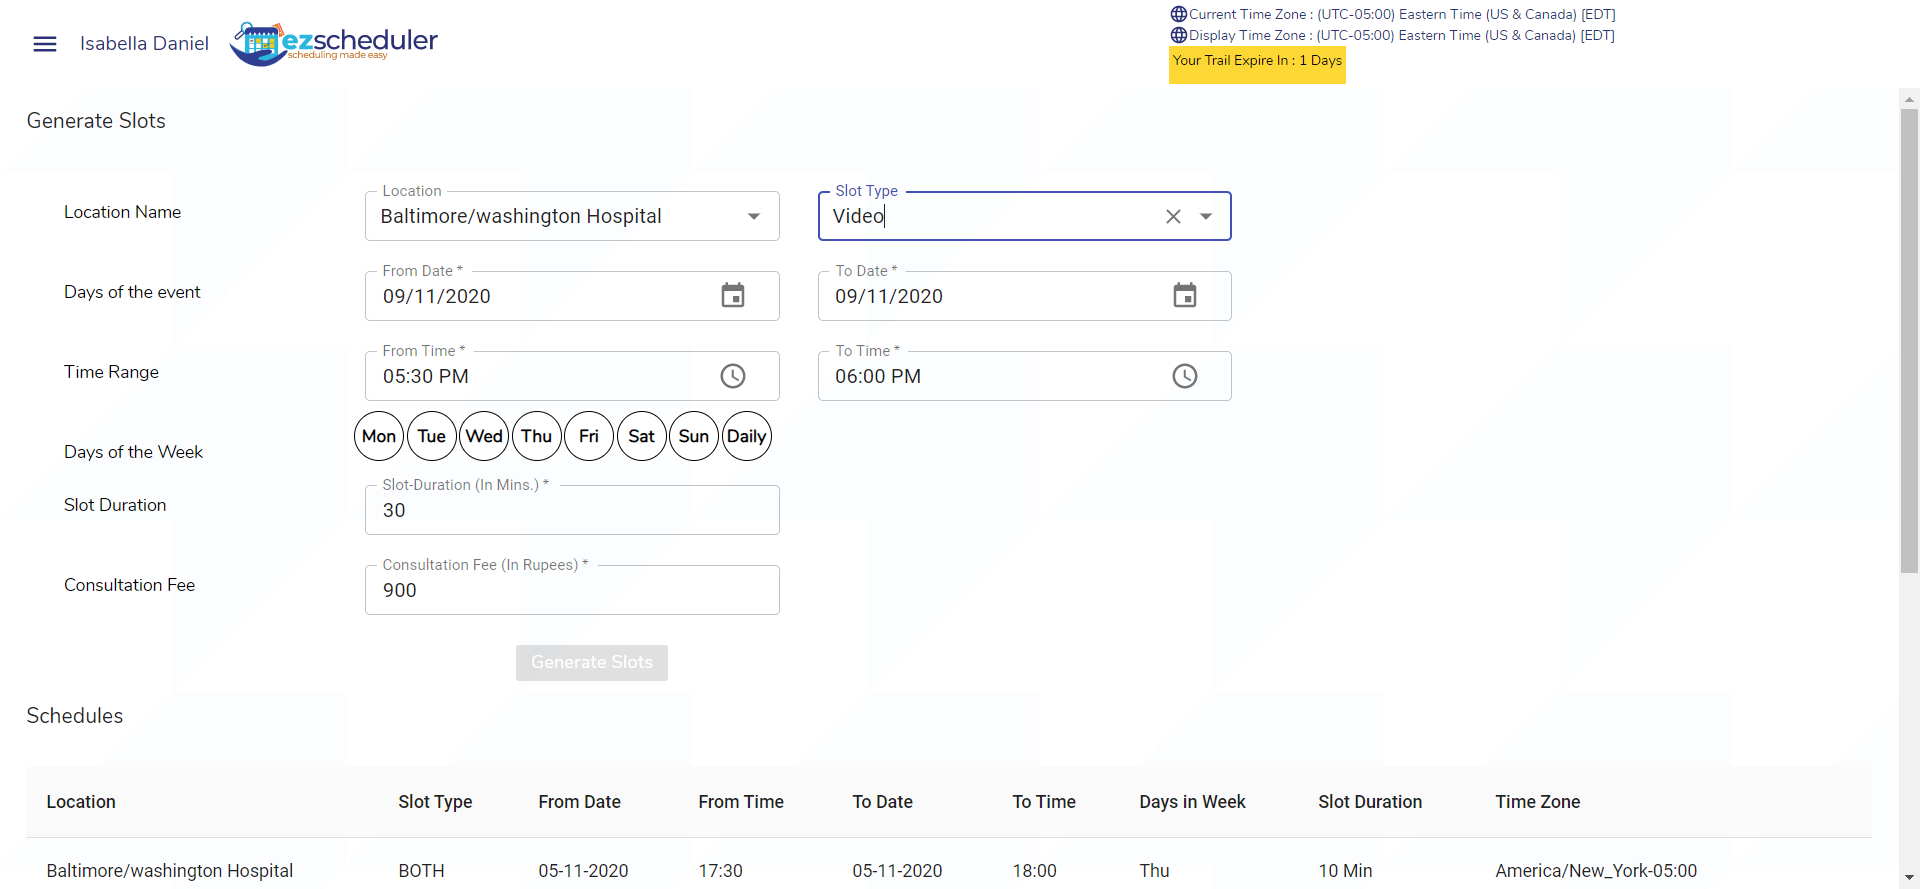 Isabella Daniel
ezscheduler
scheduling made easy
Current Time Zone : (UTC-05:00) Eastern Time (US & Canada) [EDT]
Display Time Zone : (UTC-05:00) Eastern Time (US & Canada) [EDT]
Your Trail Expire In : 1 Days
Generate Slots
Location Name
Location
Baltimore/washington Hospital
Slot Type
Video
Days of the event
From Date *
09/11/2020
To Date *
09/11/2020
Time Range
From Time *
05:30 PM
To Time *
06:00 PM
Days of the Week
Mon Tue Wed Thu Fri Sat Sun Daily
Slot Duration
Slot-Duration (In Mins.) *
30
Consultation Fee
Consultation Fee (In Rupees) *
900
Generate Slots
Schedules
Location Slot Type From Date From Time To Date To Time Days in Week Slot Duration Time Zone
Baltimore/washington Hospital BOTH 05-11-2020 17:30 05-11-2020 18:00 Thu 10 Min America/New_York-05:00